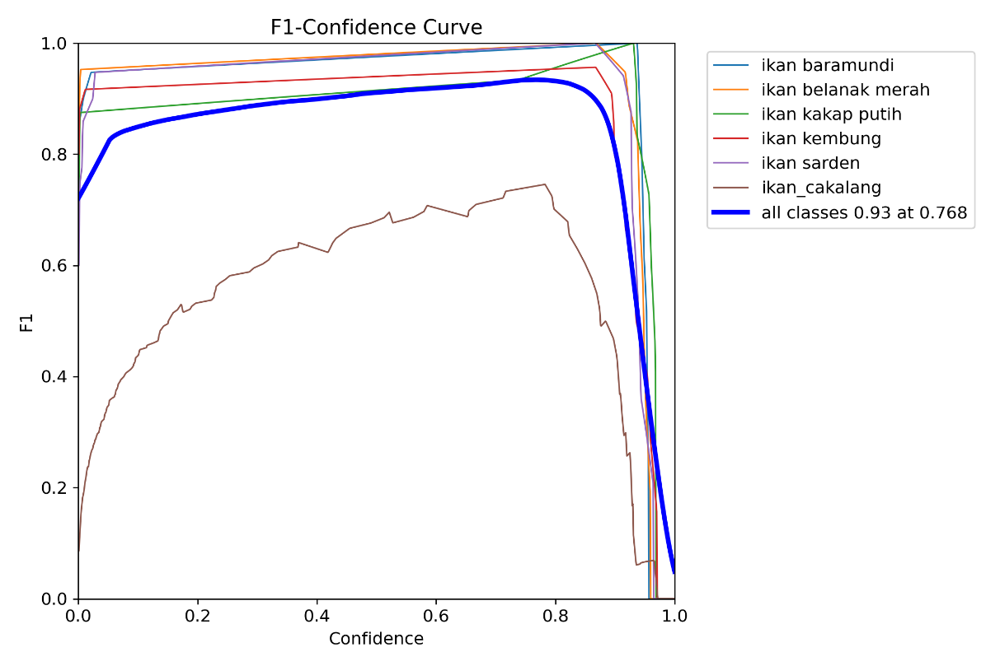 F1-Confidence Curve
1.0
0.8
0.6
0.4
0.2
0.0
F1
0.0 0.2 0.4 0.6 0.8 1.0
Confidence
ikan baramundi
ikan belanak merah
ikan kakap putih
ikan kembung
ikan sarden
ikan_cakalang
all classes 0.93 at 0.768